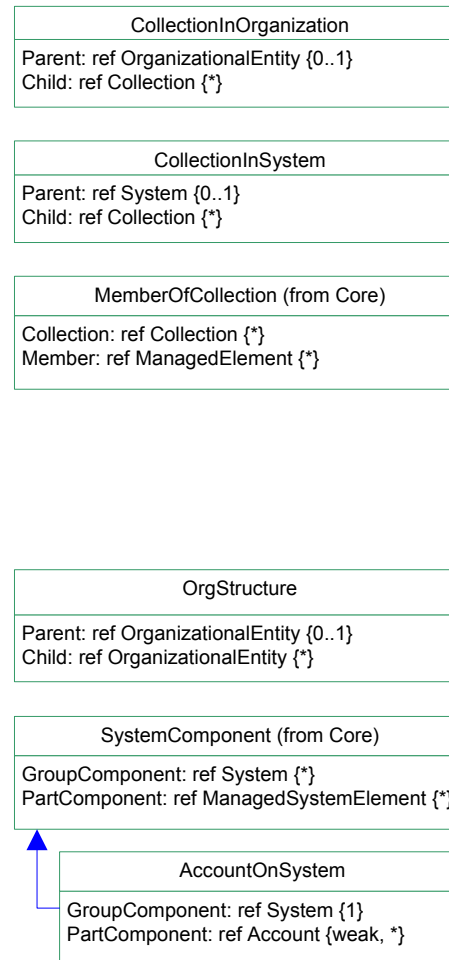 CollectionInOrganization
Parent: ref OrganizationalEntity {0..1}
Child: ref Collection {*}
CollectionInSystem
Parent: ref System {0..1}
Child: ref Collection {*}
MemberOfCollection (from Core)
Collection: ref Collection {*}
Member: ref ManagedElement {*}
OrgStructure
Parent: ref OrganizationalEntity {0..1}
Child: ref OrganizationalEntity {*}
SystemComponent (from Core)
GroupComponent: ref System {*}
PartComponent: ref ManagedSystemElement {*}
AccountOnSystem
GroupComponent: ref System {1}
PartComponent: ref Account {weak, *}